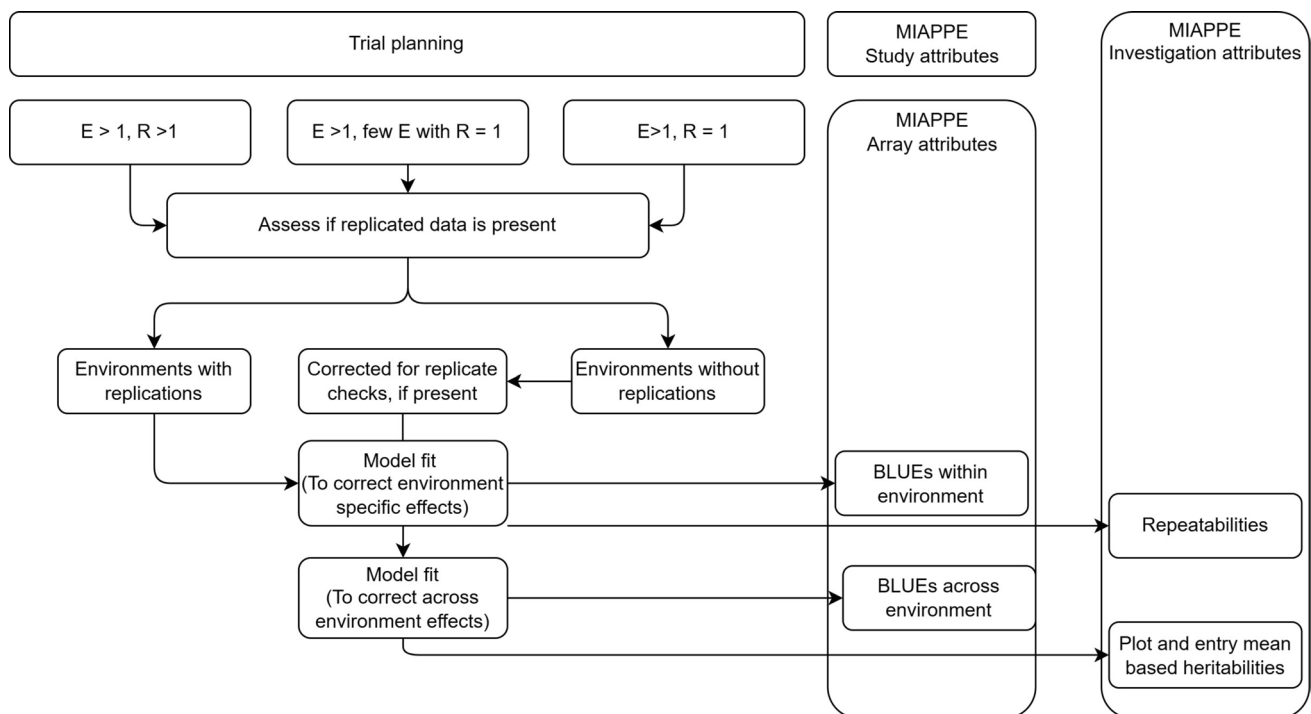 Trial planning
MIAPPE
Study attributes
MIAPPE
Investigation attributes
E > 1, R >1
E >1, few E with R = 1
E>1, R = 1
MIAPPE
Array attributes
Assess if replicated data is present
Environments with
replications
Corrected for replicate
checks, if present
Environments without
replications
Model fit
(To correct environment
specific effects)
BLUEs within
environment
Repeatabilities
Model fit
(To correct across
environment effects)
BLUEs across
environment
Plot and entry mean
based heritabilities